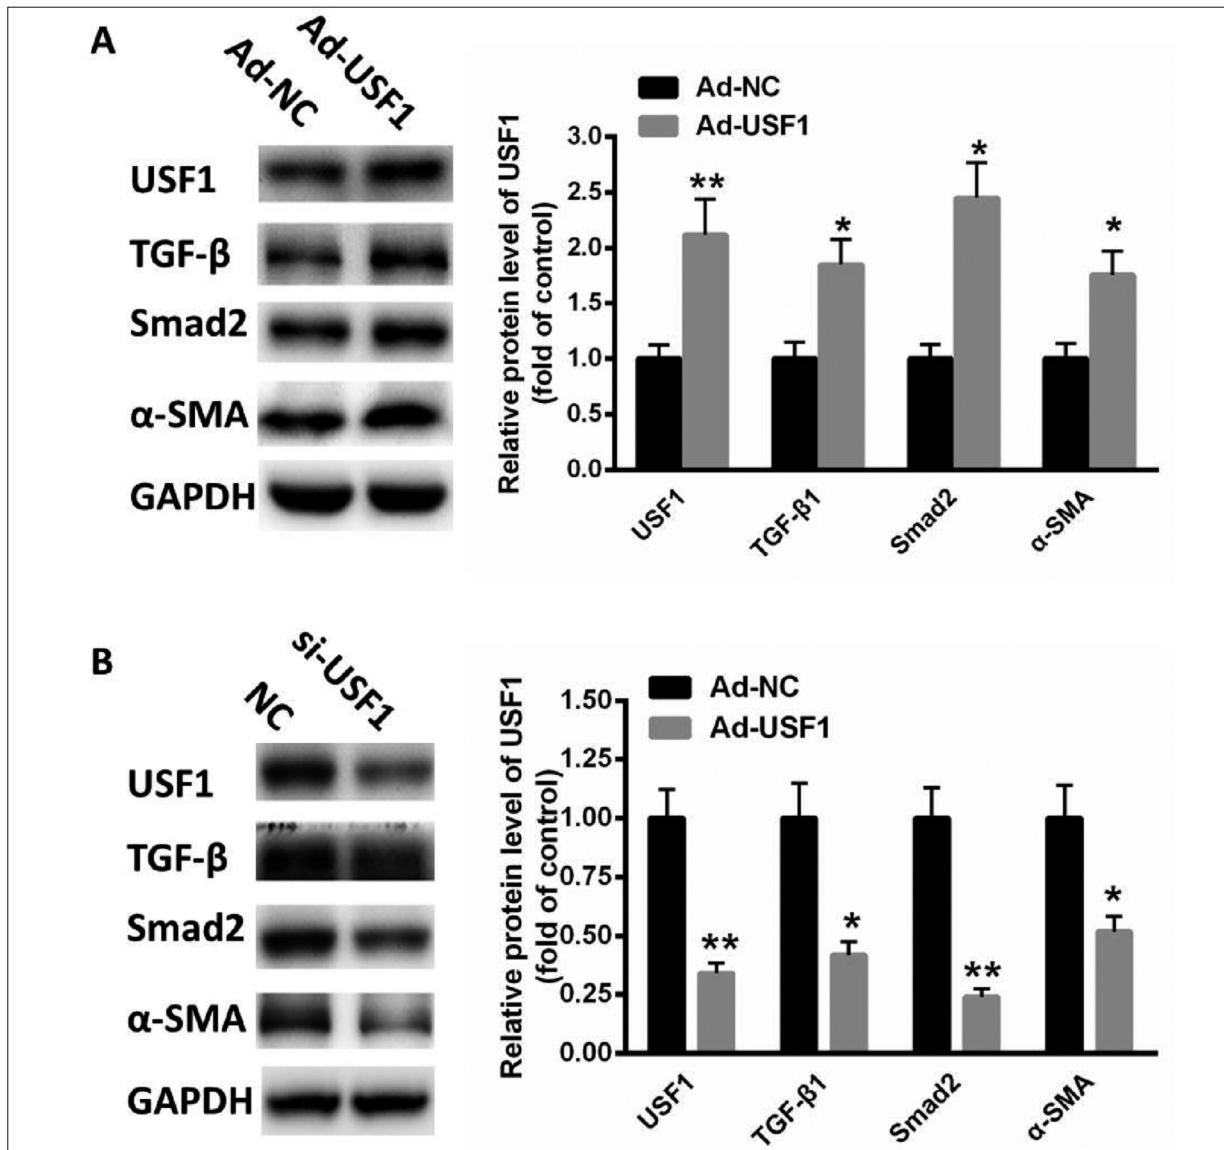 A
Ad-NC
Ad-USF1
USF1
TGF-β
Smad2
α-SMA
GAPDH
Ad-NC
Ad-USF1
Relative protein level of USF1
(fold of control)
3.0
2.5
2.0
1.5
1.0
0.5
0.0
**
*
*
*
USF1
TGF-β1
Smad2
α-SMA
B
NC
si-USF1
USF1
TGF-β
Smad2
α-SMA
GAPDH
Ad-NC
Ad-USF1
Relative protein level of USF1
(fold of control)
1.50
1.25
1.00
0.75
0.50
0.25
0.00
**
*
**
*
USF1
TGF-β1
Smad2
α-SMA